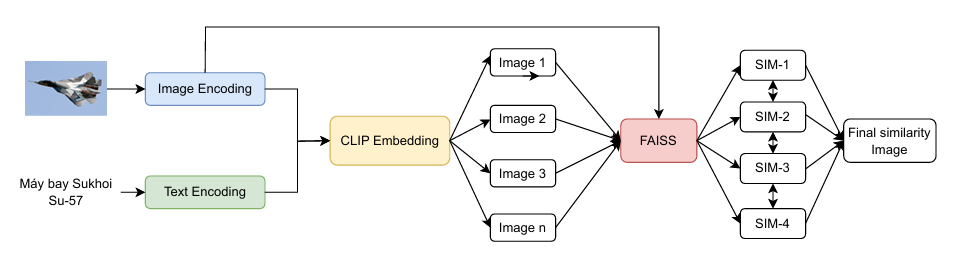 Image Encoding
Máy bay Sukhoi
Su-57
Text Encoding
CLIP Embedding
Image 1
Image 2
Image 3
Image n
FAISS
SIM-1
SIM-2
SIM-3
SIM-4
Final similarity
Image